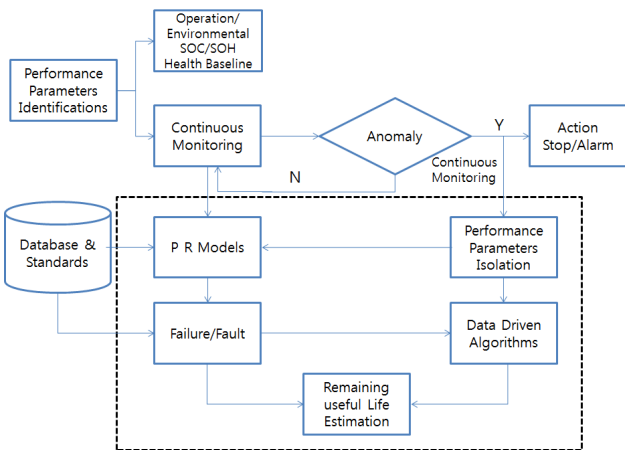 Operation/
Environmental
SOC/SOH
Health Baseline
Performance
Parameters
Identifications
Continuous
Monitoring
Anomaly
Y
Action
Stop/Alarm
N
Continuous
Monitoring
Database &
Standards
P R Models
Performance
Parameters
Isolation
Failure/Fault
Data Driven
Algorithms
Remaining
useful Life
Estimation